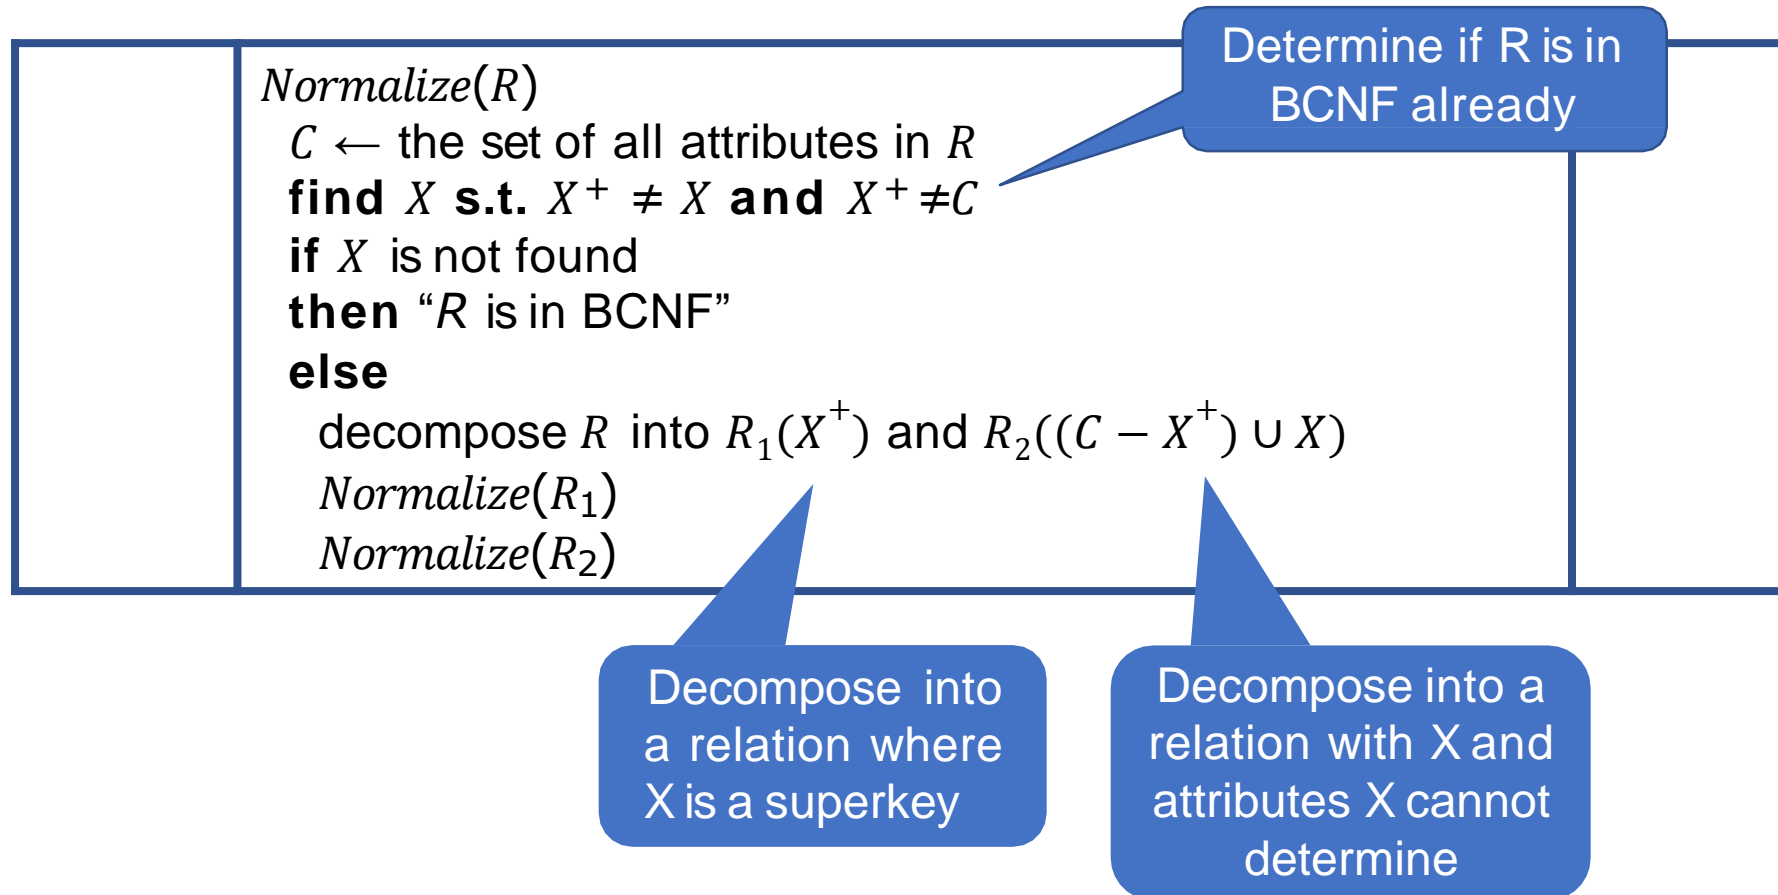 Determine if R is in
BCNF already
Normalize(R)
C ← the set of all attributes in R
find X s.t. X⁺ ≠ X and X⁺ ≠C
if X is not found
then “R is in BCNF”
else
decompose R into R₁(X⁺) and R₂((C − X⁺) ∪ X)
Normalize(R₁)
Normalize(R₂)
Decompose into
a relation where
X is a superkey
Decompose into a
relation with X and
attributes X cannot
determine